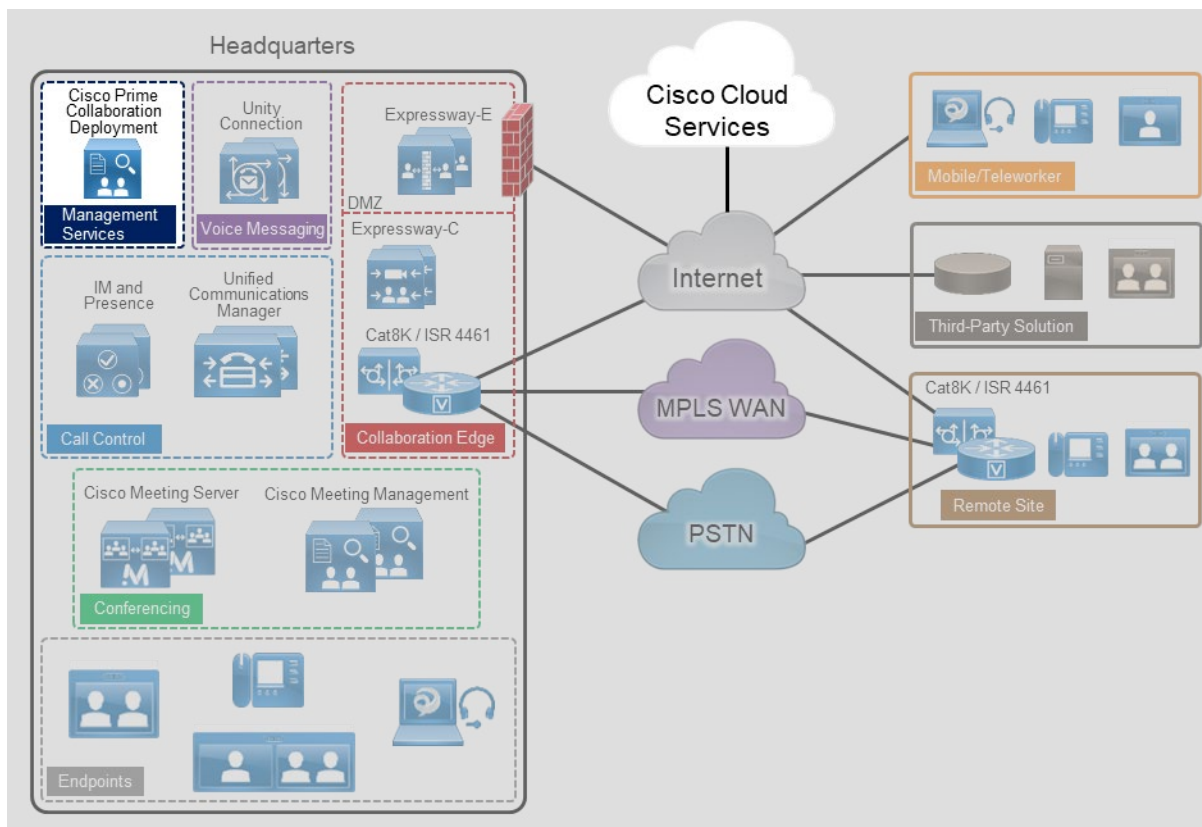 Headquarters
Cisco Prime
Collaboration
Deployment
Management
Services
Unity
Connection
Voice Messaging
Expressway-E
DMZ
Expressway-C
Cat8K / ISR 4461
V
Collaboration Edge
IM and
Presence
Unified
Communications
Manager
Call Control
Cisco Meeting Server
M
M
Cisco Meeting Management
Conferencing
Endpoints
Cisco Cloud
Services
Internet
MPLS WAN
PSTN
Mobile/Teleworker
Third-Party Solution
Cat8K / ISR 4461
V
Remote Site